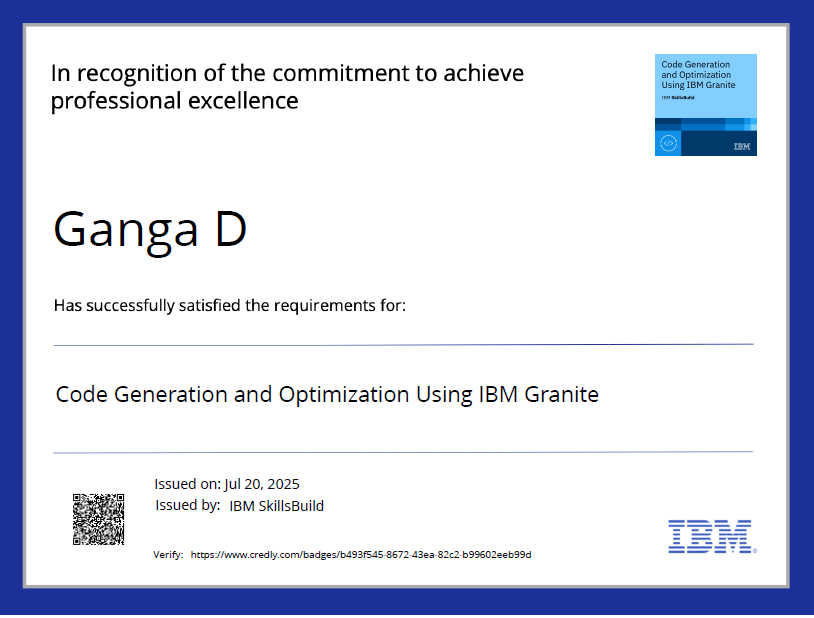 In recognition of the commitment to achieve
professional excellence
Code Generation
and Optimization
Using IBM Granite
IBM SkillsBuild
</>
IBM
Ganga D
Has successfully satisfied the requirements for:
Code Generation and Optimization Using IBM Granite
Issued on: Jul 20, 2025
Issued by: IBM SkillsBuild
Verify: https://www.credly.com/badges/b493f545-8672-43ea-82c2-b99602eeb99d
IBM®